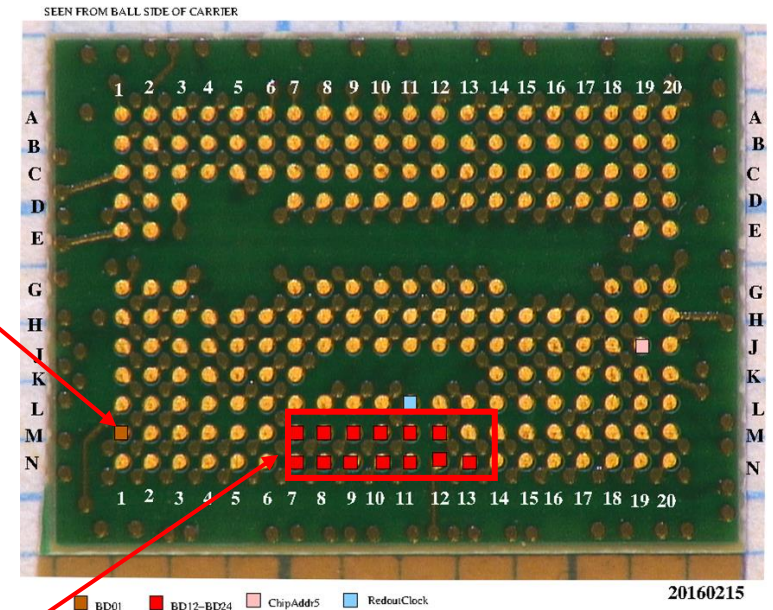 SEEN FROM BALL SIDE OF CARRIER
1 2 3 4 5 6 7 8 9 10 11 12 13 14 15 16 17 18 19 20
A A
B B
C C
D D
E E
G G
H H
J J
K K
L L
M M
N N
1 2 3 4 5 6 7 8 9 10 11 12 13 14 15 16 17 18 19 20
20160215
BD01 BD12-BD24 ChipAddr5 RedoutClock